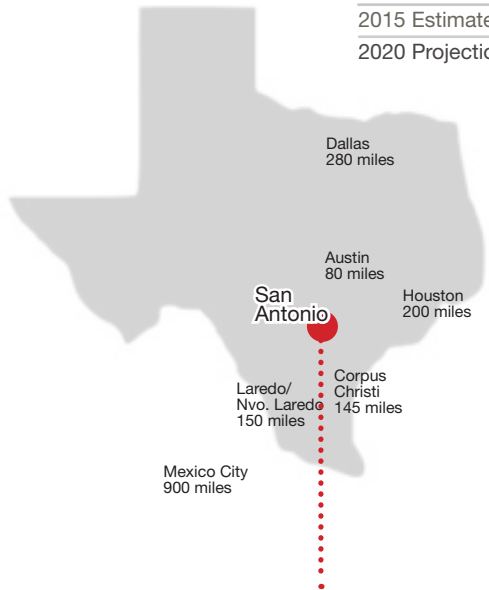 2015 Estimate
2020 Projectio
Dallas
280 miles
Austin
80 miles
San
Antonio
Houston
200 miles
Laredo/
Nvo. Laredo
150 miles
Corpus
Christi
145 miles
Mexico City
900 miles